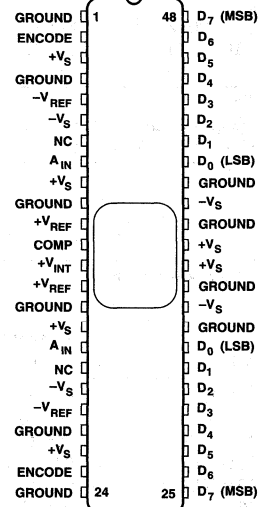 GROUND 1 48 D7 (MSB)
ENCODE D6
+VS D5
GROUND D4
−VREF D3
−VS D2
NC D1
AIN D0 (LSB)
+VS GROUND
GROUND −VS
+VREF GROUND
COMP +VS
+VINT +VS
+VREF GROUND
GROUND −VS
+VS GROUND
AIN D0 (LSB)
NC D1
−VS D2
−VREF D3
GROUND D4
+VS D5
ENCODE D6
GROUND 24 25 D7 (MSB)